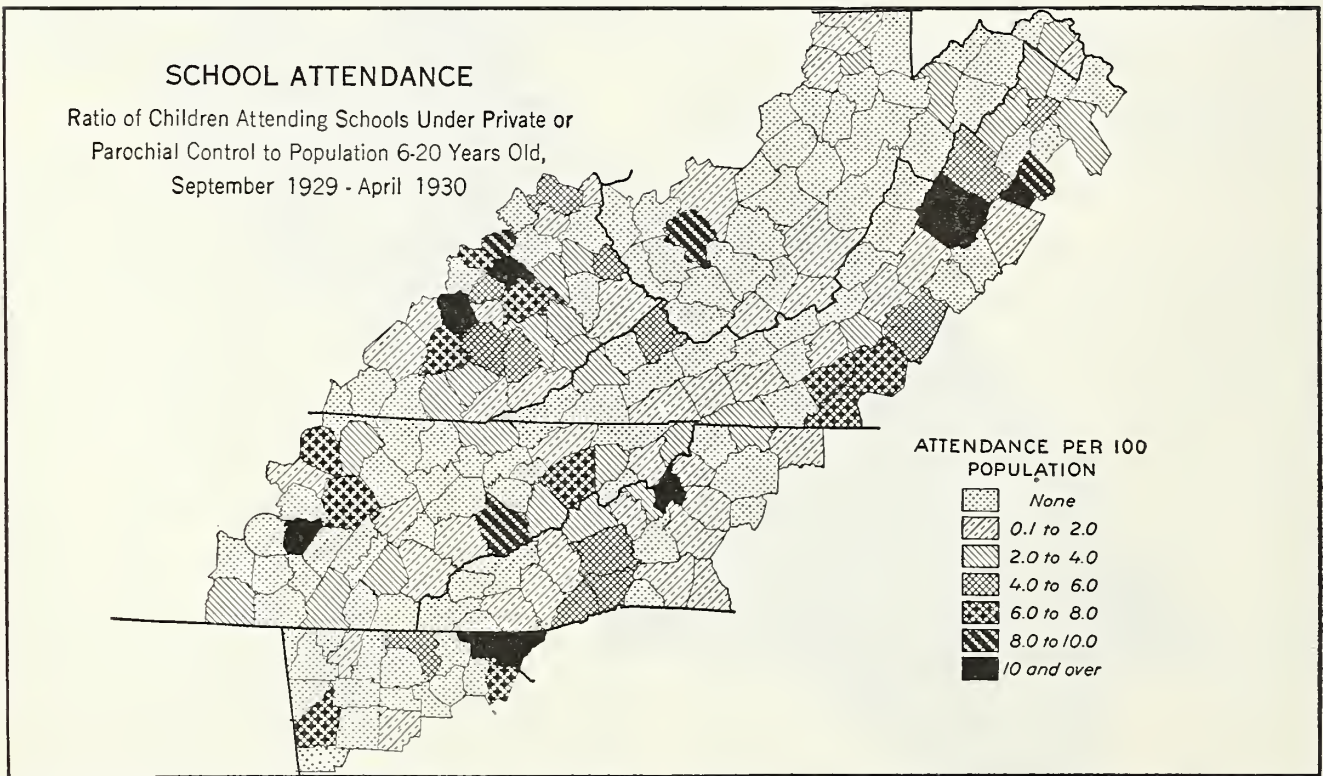 SCHOOL ATTENDANCE
Ratio of Children Attending Schools Under Private or
Parochial Control to Population 6-20 Years Old,
September 1929 - April 1930
ATTENDANCE PER 100
POPULATION
None
0.1 to 2.0
2.0 to 4.0
4.0 to 6.0
6.0 to 8.0
8.0 to 10.0
10 and over